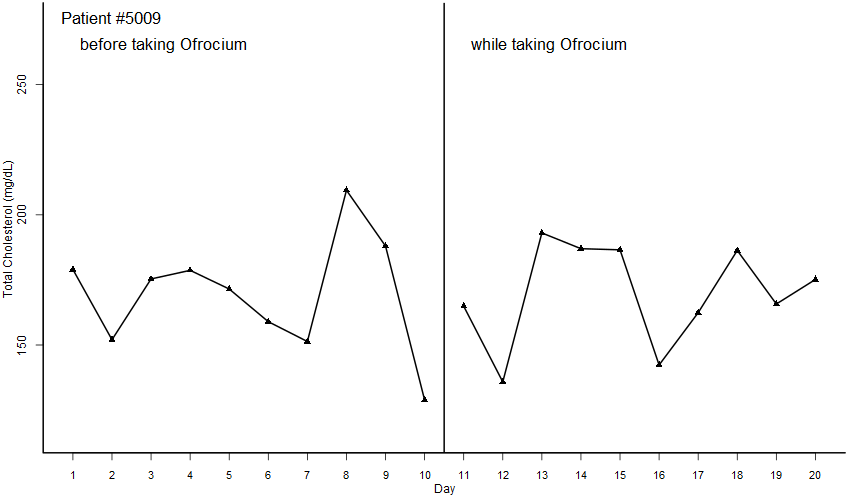 Patient #5009
before taking Ofrocium
while taking Ofrocium
Total Cholesterol (mg/dL)
250
200
150
1 2 3 4 5 6 7 8 9 10 11 12 13 14 15 16 17 18 19 20
Day